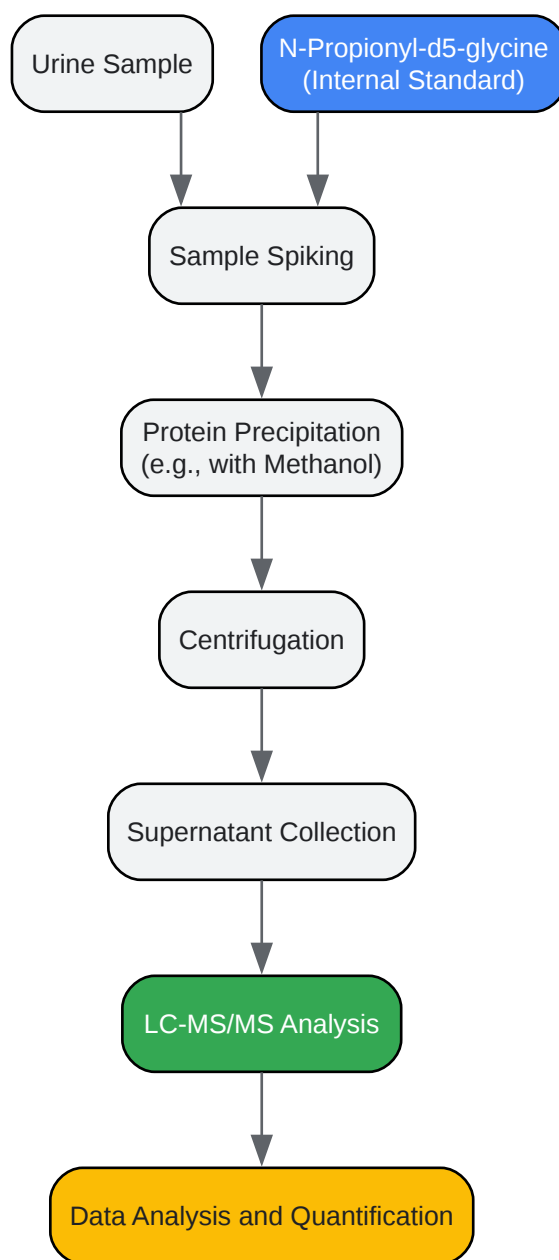 Urine Sample
N-Propionyl-d5-glycine
(Internal Standard)
Sample Spiking
Protein Precipitation
(e.g., with Methanol)
Centrifugation
Supernatant Collection
LC-MS/MS Analysis
Data Analysis and Quantification